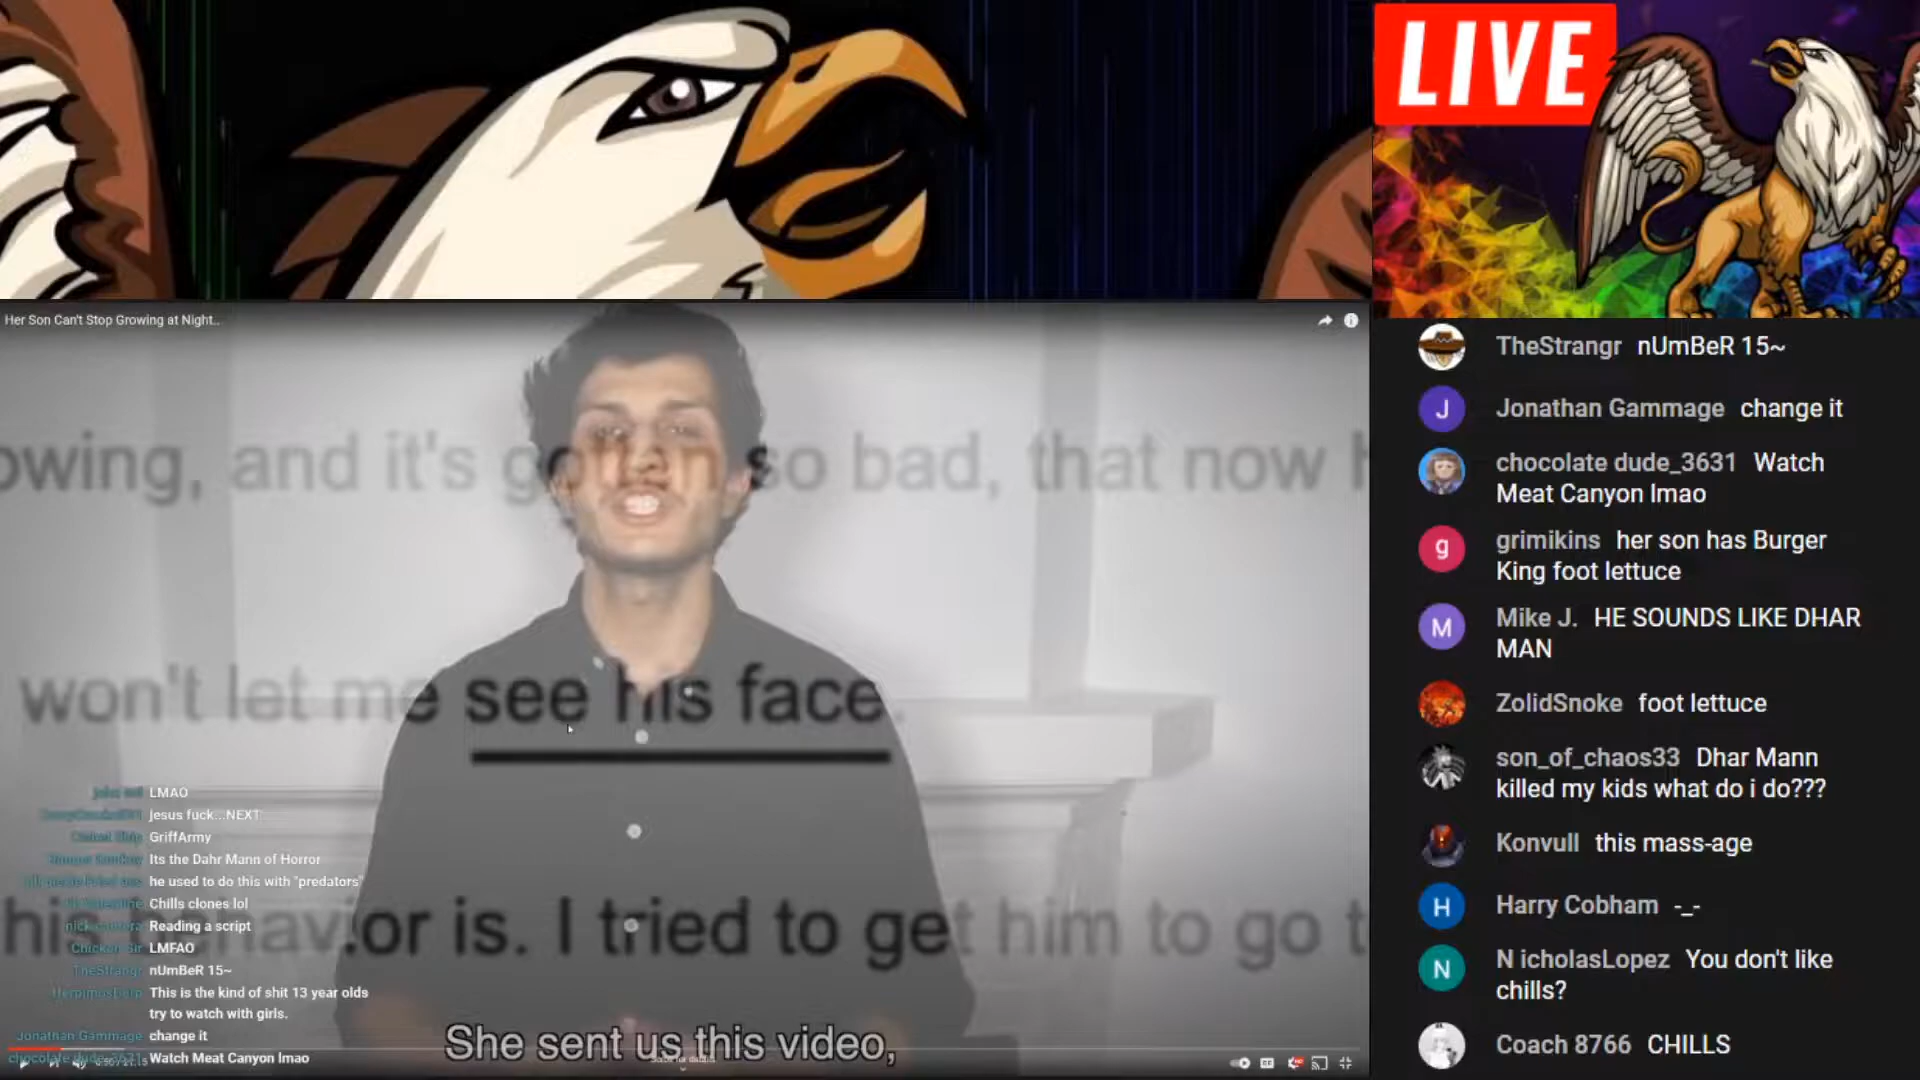 LIVE
Her Son Can't Stop Growing at Night..
owing, and it's so bad, that now
won't let me see his face.
behavior is. I tried to get him to go
She sent us this video,
LMAO
jesus fuck...NEXT
GriffArmy
Its the Dahr Mann of Horror
he used to do this with "predators"
Chills clones lol
Reading a script
LMFAO
TheStrangr nUmBeR 15~
This is the kind of shit 13 year olds
try to watch with girls.
Jonathan Gammage change it
chocolate dude_3631 Watch Meat Canyon lmao
TheStrangr nUmBeR 15~
Jonathan Gammage change it
chocolate dude_3631 Watch
Meat Canyon lmao
g
grimikins her son has Burger
King foot lettuce
M
Mike J. HE SOUNDS LIKE DHAR
MAN
ZolidSnoke foot lettuce
son_of_chaos33 Dhar Mann
killed my kids what do i do???
Konvull this mass-age
H
Harry Cobham -_-
N
N icholasLopez You don't like
chills?
Coach 8766 CHILLS